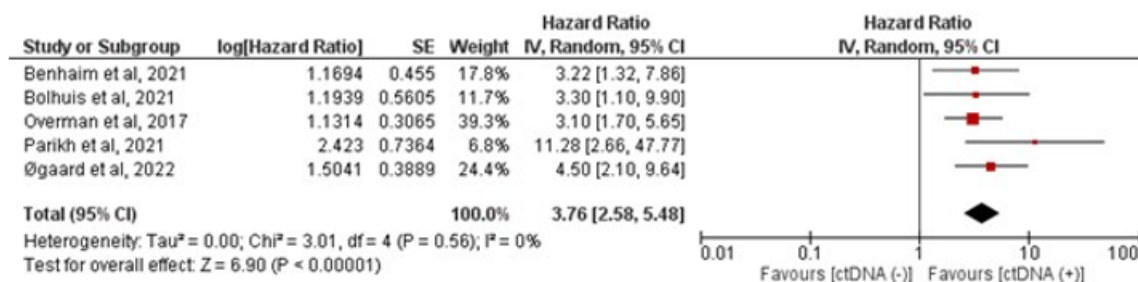 Hazard Ratio Hazard Ratio
Study or Subgroup log[Hazard Ratio] SE Weight IV, Random, 95% CI IV, Random, 95% CI
Benhaim et al, 2021 1.1694 0.455 17.8% 3.22 [1.32, 7.86]
Bolhuis et al, 2021 1.1939 0.5605 11.7% 3.30 [1.10, 9.90]
Overman et al, 2017 1.1314 0.3065 39.3% 3.10 [1.70, 5.65]
Parikh et al, 2021 2.423 0.7364 6.8% 11.28 [2.66, 47.77]
Øgaard et al, 2022 1.5041 0.3889 24.4% 4.50 [2.10, 9.64]
Total (95% CI) 100.0% 3.76 [2.58, 5.48]
Heterogeneity: Tau² = 0.00; Chi² = 3.01, df = 4 (P = 0.56); I² = 0%
Test for overall effect: Z = 6.90 (P < 0.00001)
0.01 0.1 1 10 100
Favours [ctDNA (-)] Favours [ctDNA (+)]